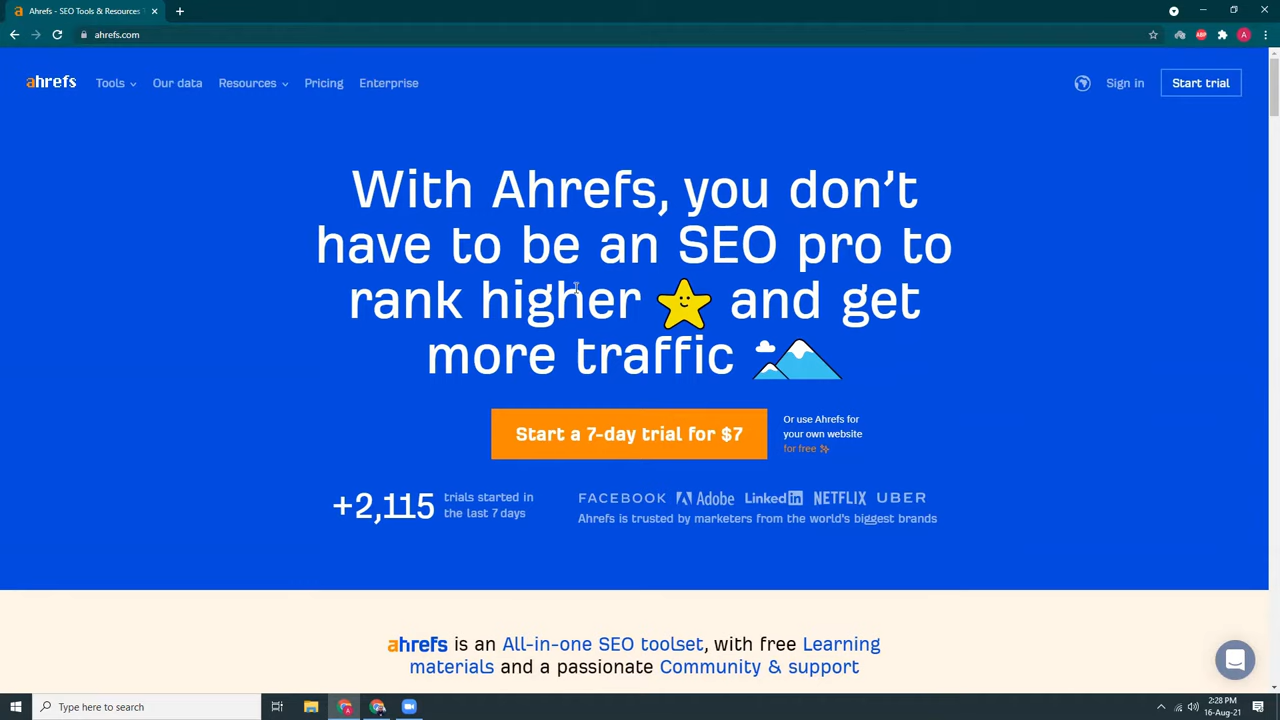 Ahrefs - SEO Tools & Resources T
ahrefs.com
A
ahrefs
Tools
Our data
Resources
Pricing
Enterprise
Sign in
Start trial
With Ahrefs, you don't
have to be an SEO pro to
rank higher and get
more traffic
Start a 7-day trial for $7
Or use Ahrefs for
your own website
for free
+2,115
trials started in
the last 7 days
FACEBOOK Adobe Linked in NETFLIX UBER
Ahrefs is trusted by marketers from the world's biggest brands
ahrefs is an All-in-one SEO toolset, with free Learning
materials and a passionate Community & support
Type here to search
2:28 PM
16-Aug-21